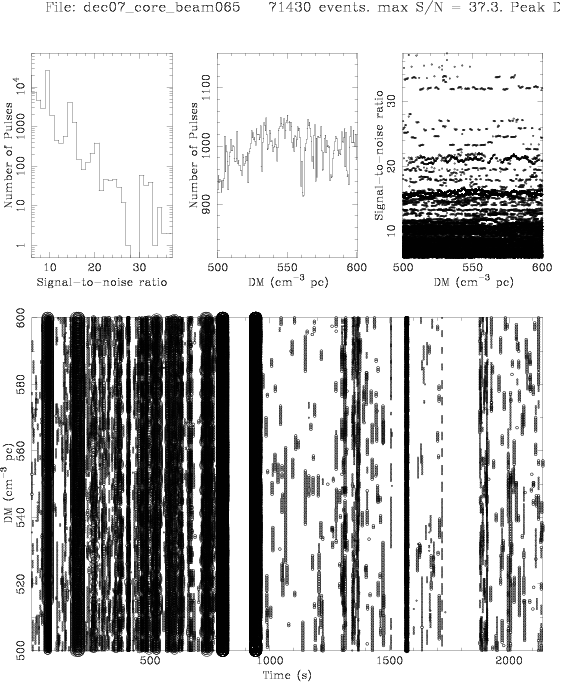 File: dec07_core_beam065 71430 events. max S/N = 37.3. Peak D
Number of Pulses
1 10 100 1000 10^4
10 20 30
Signal-to-noise ratio
Number of Pulses
900 1000 1100
500 550 600
DM (cm^-3 pc)
Signal-to-noise ratio
10 20 30
500 550 600
DM (cm^-3 pc)
DM (cm^-3 pc)
500 520 540 560 580 600
500 1000 1500 2000
Time (s)